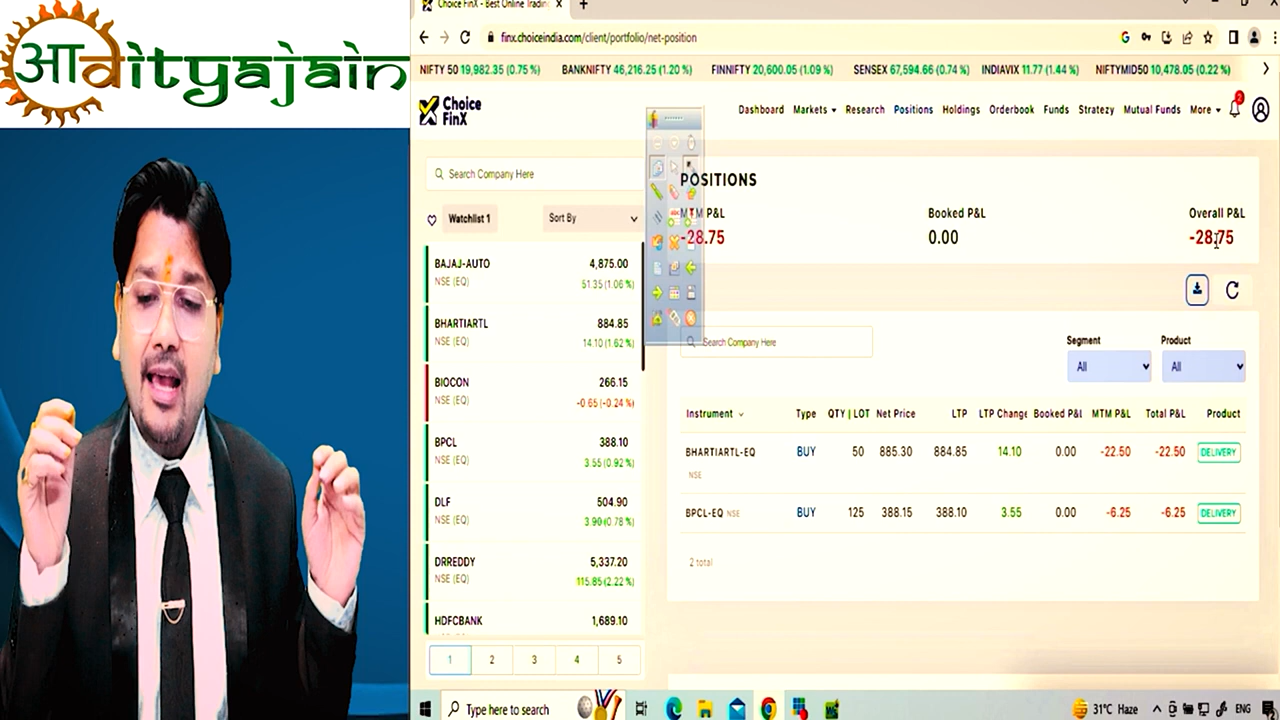 आdityajain
Choice FinX - Best Online Tradin
finx.choiceindia.com/client/portfolio/net-position
NIFTY 50 19,982.35 (0.75 %) BANKNIFTY 46,216.25 (1.20 %) FINNIFTY 20,600.05 (1.09 %) SENSEX 67,594.66 (0.74 %) INDIAVIX 11.77 (1.44 %) NIFTYMID50 10,478.05 (0.22 %)
Choice
FinX
Dashboard Markets Research Positions Holdings Orderbook Funds Strategy Mutual Funds More 2
Search Company Here
Watchlist 1 Sort By
BAJAJ-AUTO 4,875.00
NSE (EQ) 51.35 (1.06 %)
BHARTIARTL 884.85
NSE (EQ) 14.10 (1.62 %)
BIOCON 266.15
NSE (EQ) -0.65 (-0.24 %)
BPCL 388.10
NSE (EQ) 3.55 (0.92 %)
DLF 504.90
NSE (EQ) 3.90 (0.78 %)
DRREDDY 5,337.20
NSE (EQ) 115.85 (2.22 %)
HDFCBANK 1,689.10
1 2 3 4 5
POSITIONS
MTM P&L Booked P&L Overall P&L
-28.75 0.00 -28.75
Search Company Here
Segment Product
All All
Instrument Type QTY | LOT Net Price LTP LTP Change Booked P&L MTM P&L Total P&L Product
BHARTIARTL-EQ BUY 50 885.30 884.85 14.10 0.00 -22.50 -22.50 DELIVERY
NSE
BPCL-EQ NSE BUY 125 388.15 388.10 3.55 0.00 -6.25 -6.25 DELIVERY
2 total
Type here to search
31°C Haze ENG